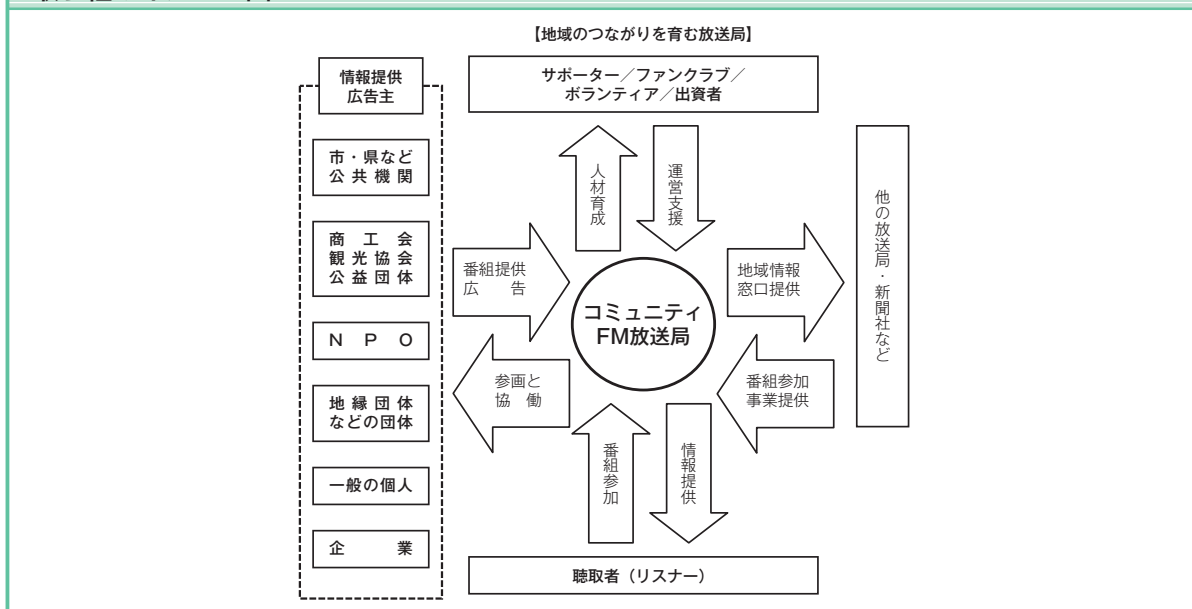 【地域のつながりを育む放送局】
サポーター／ファンクラブ／
ボランティア／出資者
情報提供
広告主
市・県など
公共機関
商工会
観光協会
公益団体
NPO
地縁団体
などの団体
一般の個人
企業
人材育成
運営支援
番組提供
広告
地域情報
窓口提供
コミュニティ
FM放送局
参画と
協働
番組参加
事業提供
番組参加
情報提供
他の放送局・新聞社など
聴取者（リスナー）